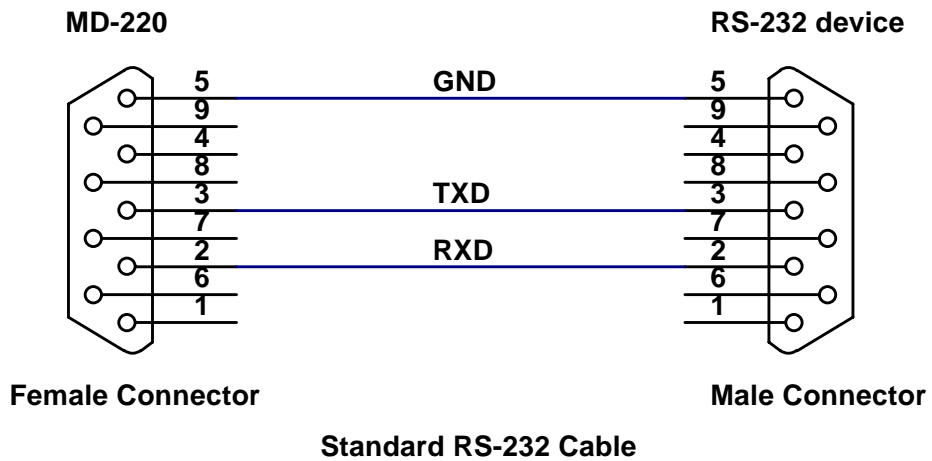 MD-220 RS-232 device
5 GND 5
9 9
4 4
8 8
3 TXD 3
7 7
2 RXD 2
6 6
1 1
Female Connector Male Connector
Standard RS-232 Cable